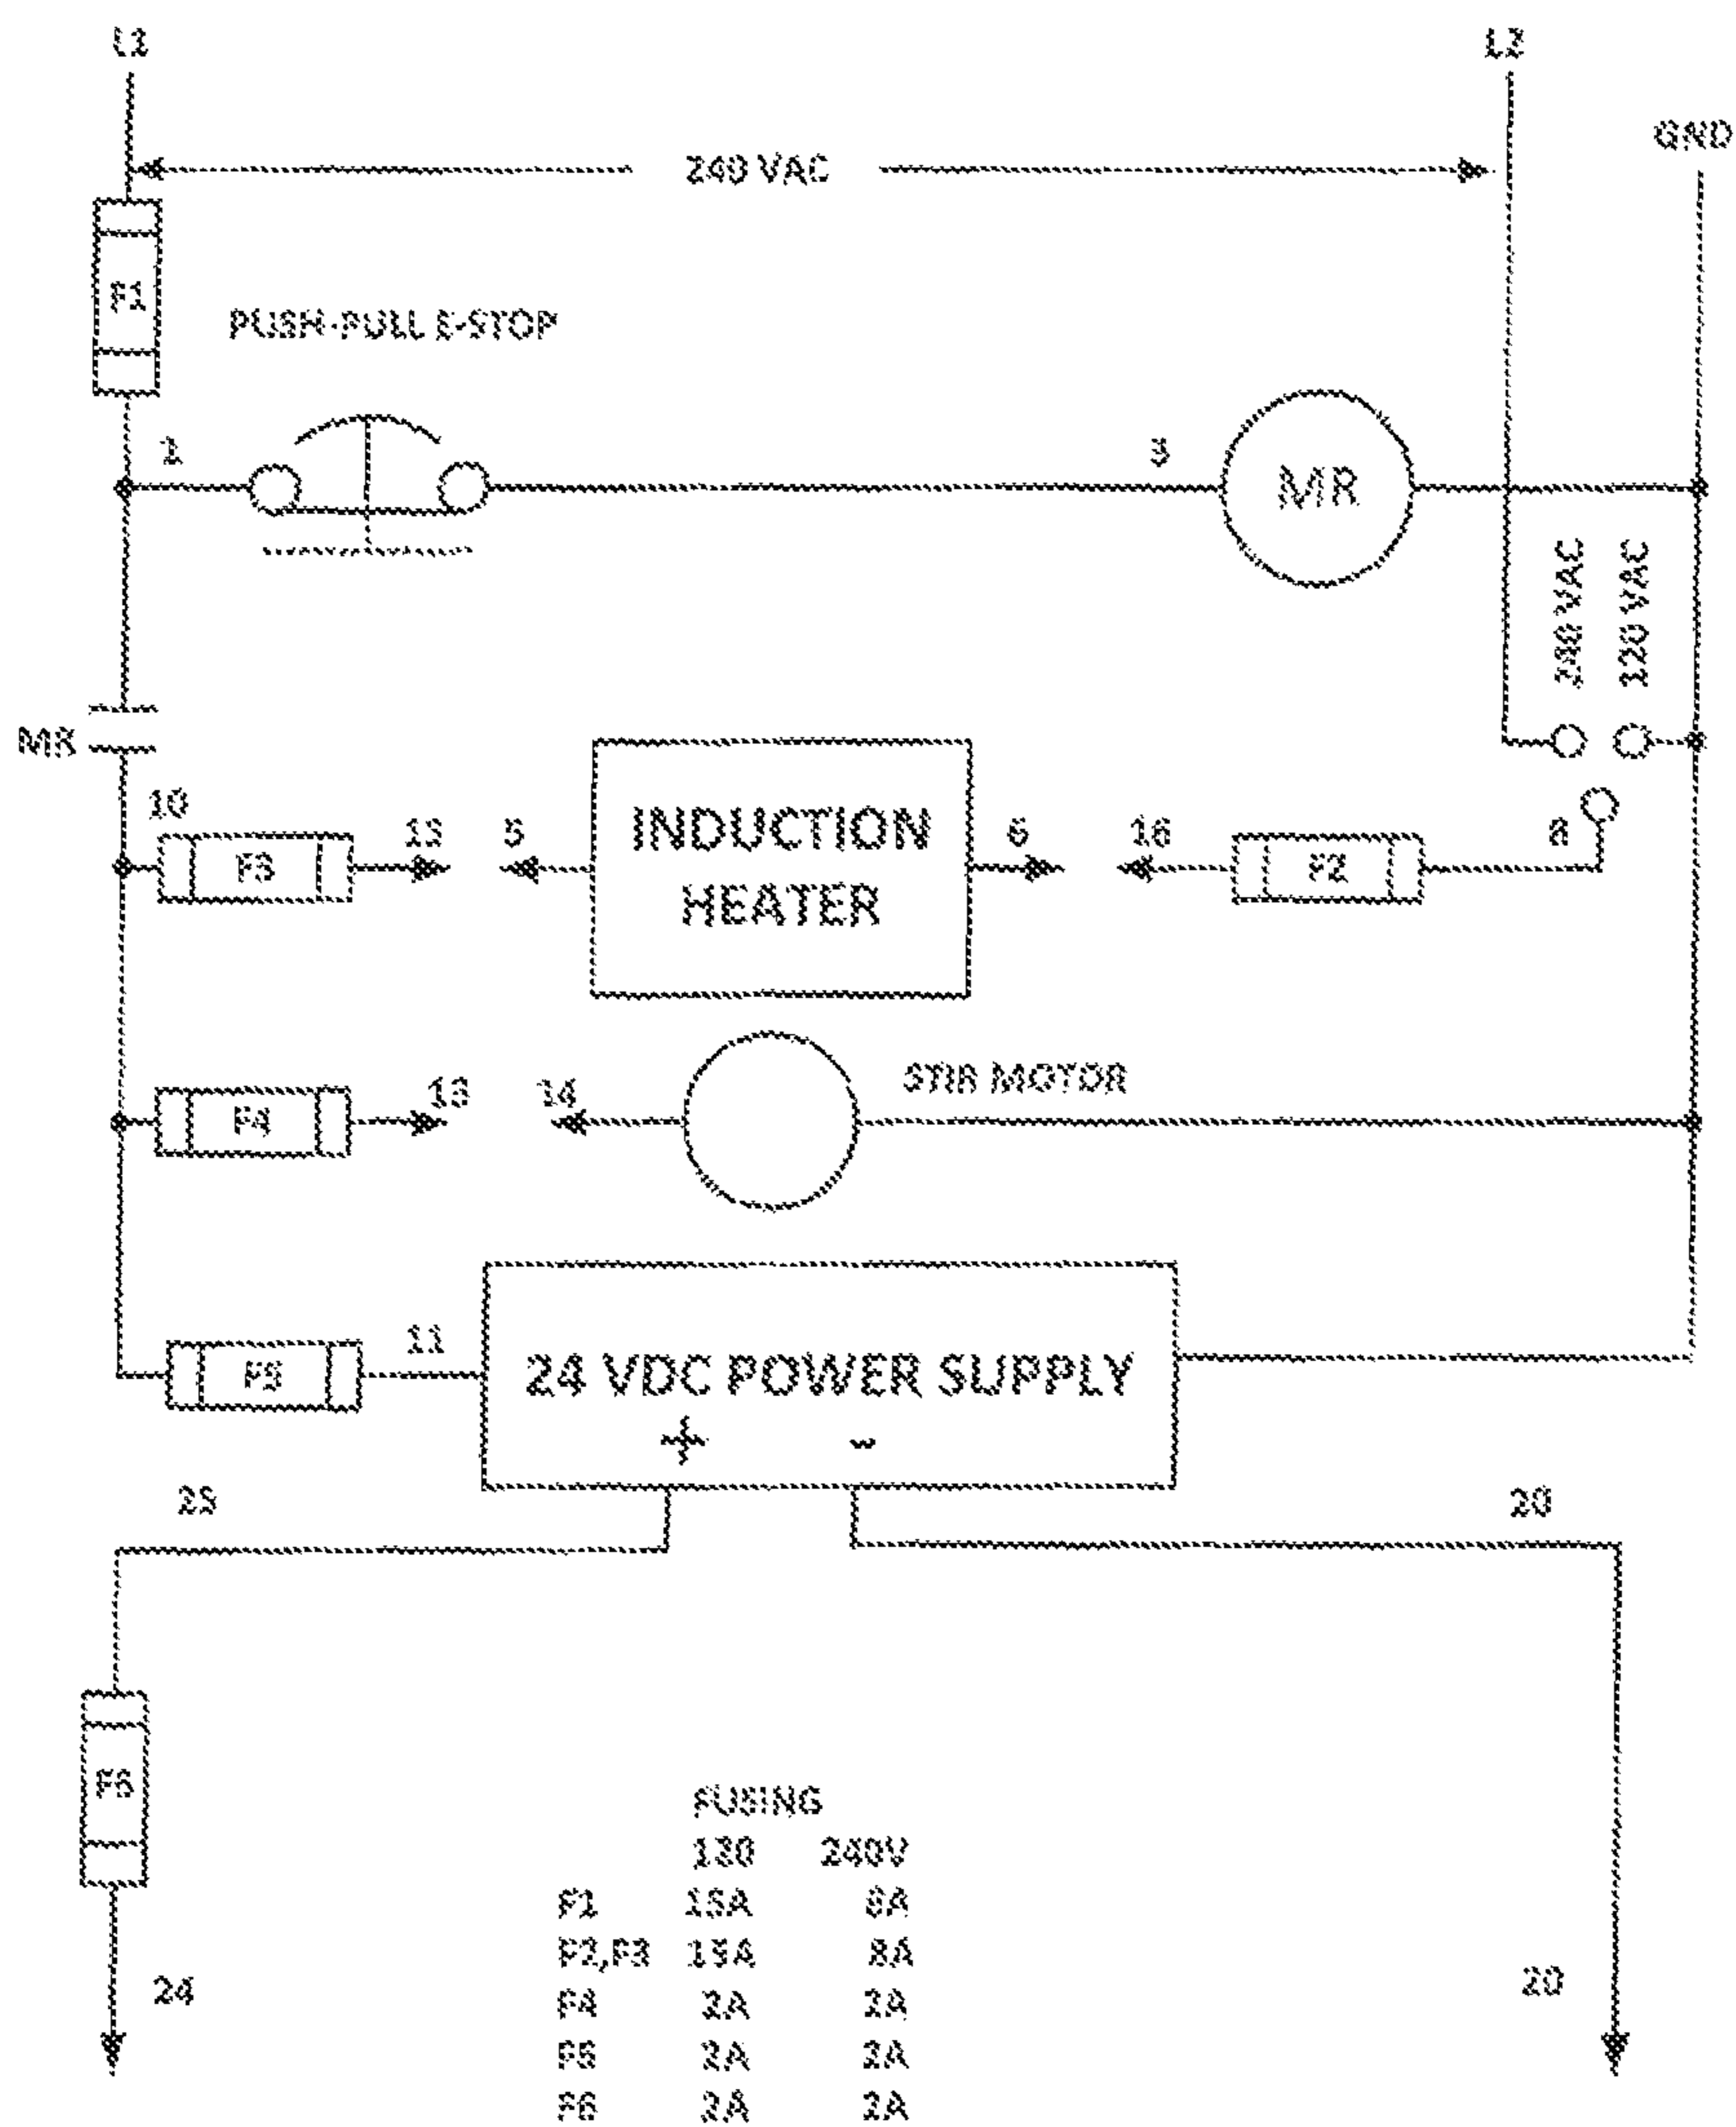 L1
L2
GND
240 VAC
F1
PUSH-PULL E-STOP
1
3
MR
240 VAC
120 VAC
MR
10
F3
5
INDUCTION
HEATER
6
16
F2
8
F4
13
14
STIR MOTOR
F5
11
24 VDC POWER SUPPLY
+ -
25
20
F6
24
20
FUSING
120 240V
F1 15A 8A
F2,F3 15A 8A
F4 2A 2A
F5 2A 2A
F6 2A 2A